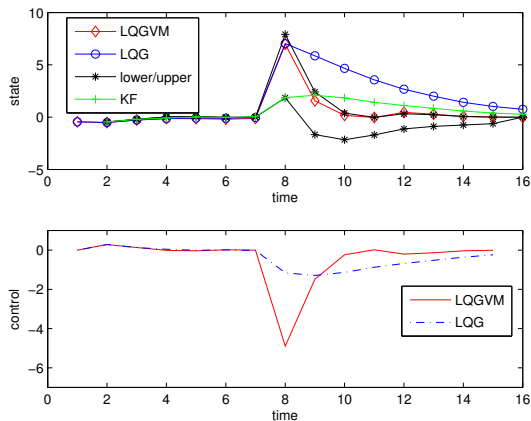 10
5
0
−5
state
LQGVM
LQG
lower/upper
KF
0 2 4 6 8 10 12 14 16
time
0
−2
−4
−6
control
LQGVM
LQG
0 2 4 6 8 10 12 14 16
time